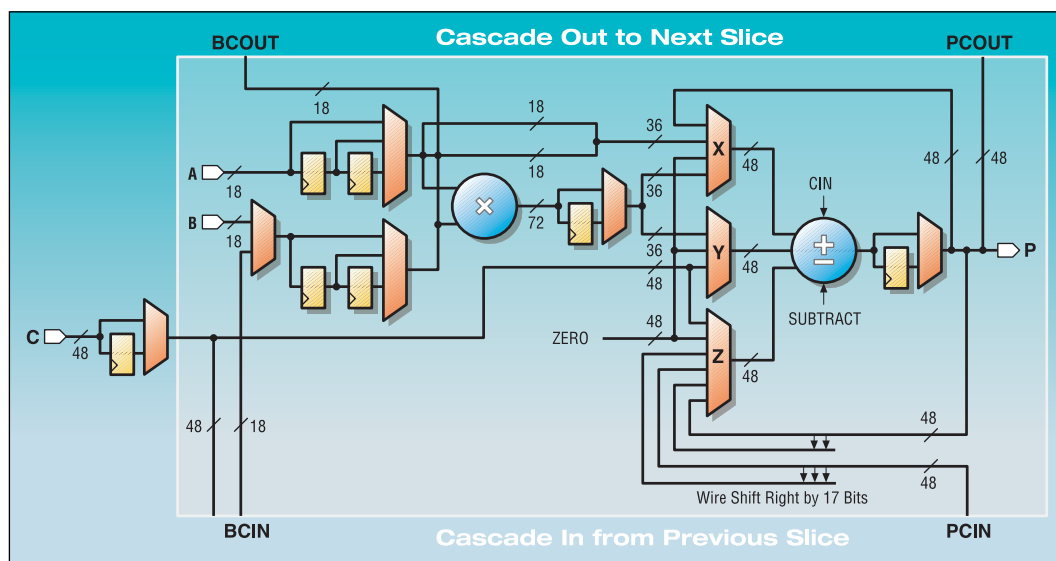 BCOUT
Cascade Out to Next Slice
PCOUT
18
18
36
X
48
48
48
A
18
18
36
CIN
×
B
18
72
36
Y
48
±
P
48
C
48
ZERO
48
Z
48
SUBTRACT
48
18
48
48
Wire Shift Right by 17 Bits
BCIN
Cascade In from Previous Slice
PCIN